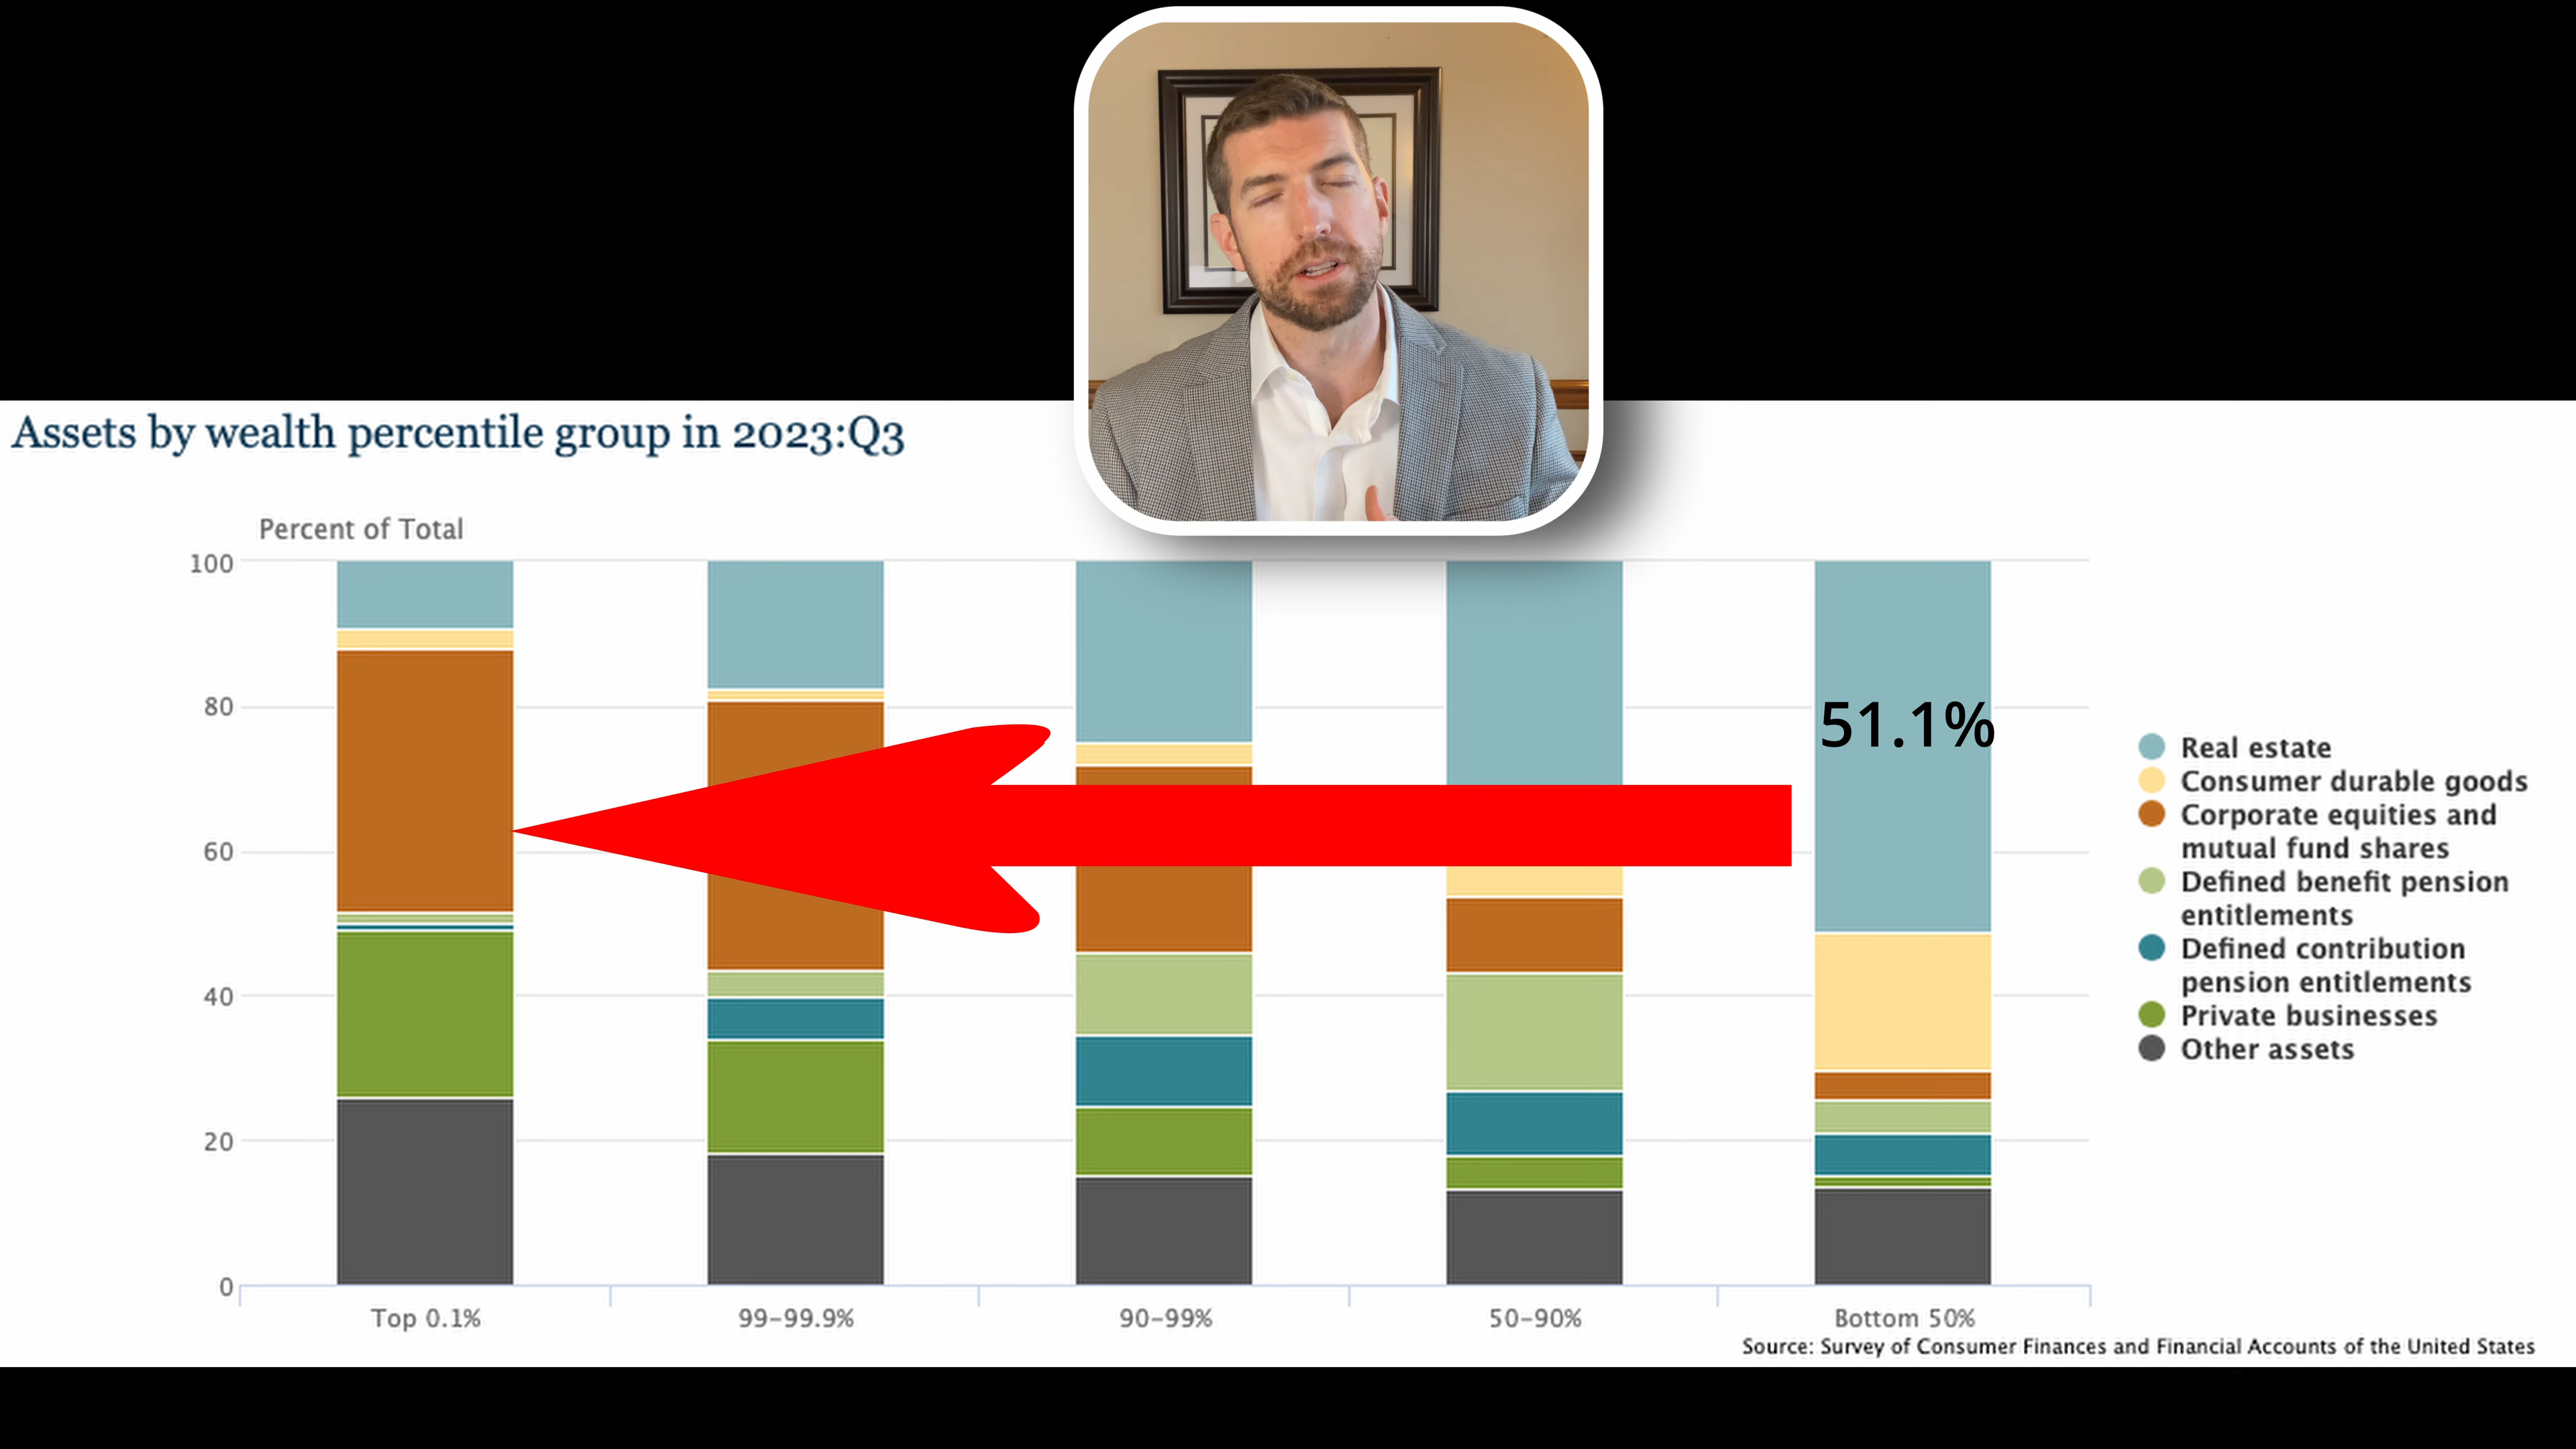 Assets by wealth percentile group in 2023:Q3
Percent of Total
100
80
60
40
20
0
51.1%
Real estate
Consumer durable goods
Corporate equities and
mutual fund shares
Defined benefit pension
entitlements
Defined contribution
pension entitlements
Private businesses
Other assets
Top 0.1%
99–99.9%
90–99%
50–90%
Bottom 50%
Source: Survey of Consumer Finances and Financial Accounts of the United States